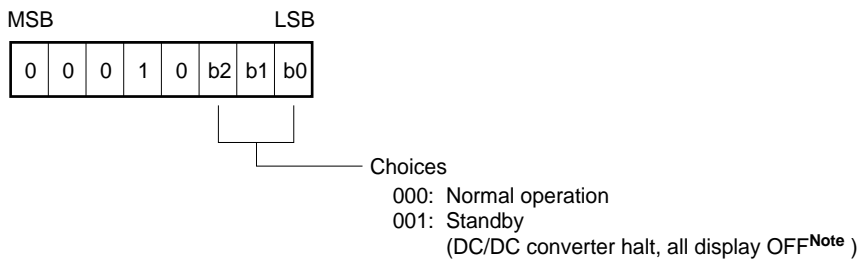 MSB LSB
0 0 0 1 0 b2 b1 b0
Choices
000: Normal operation
001: Standby
(DC/DC converter halt, all display OFFNote )